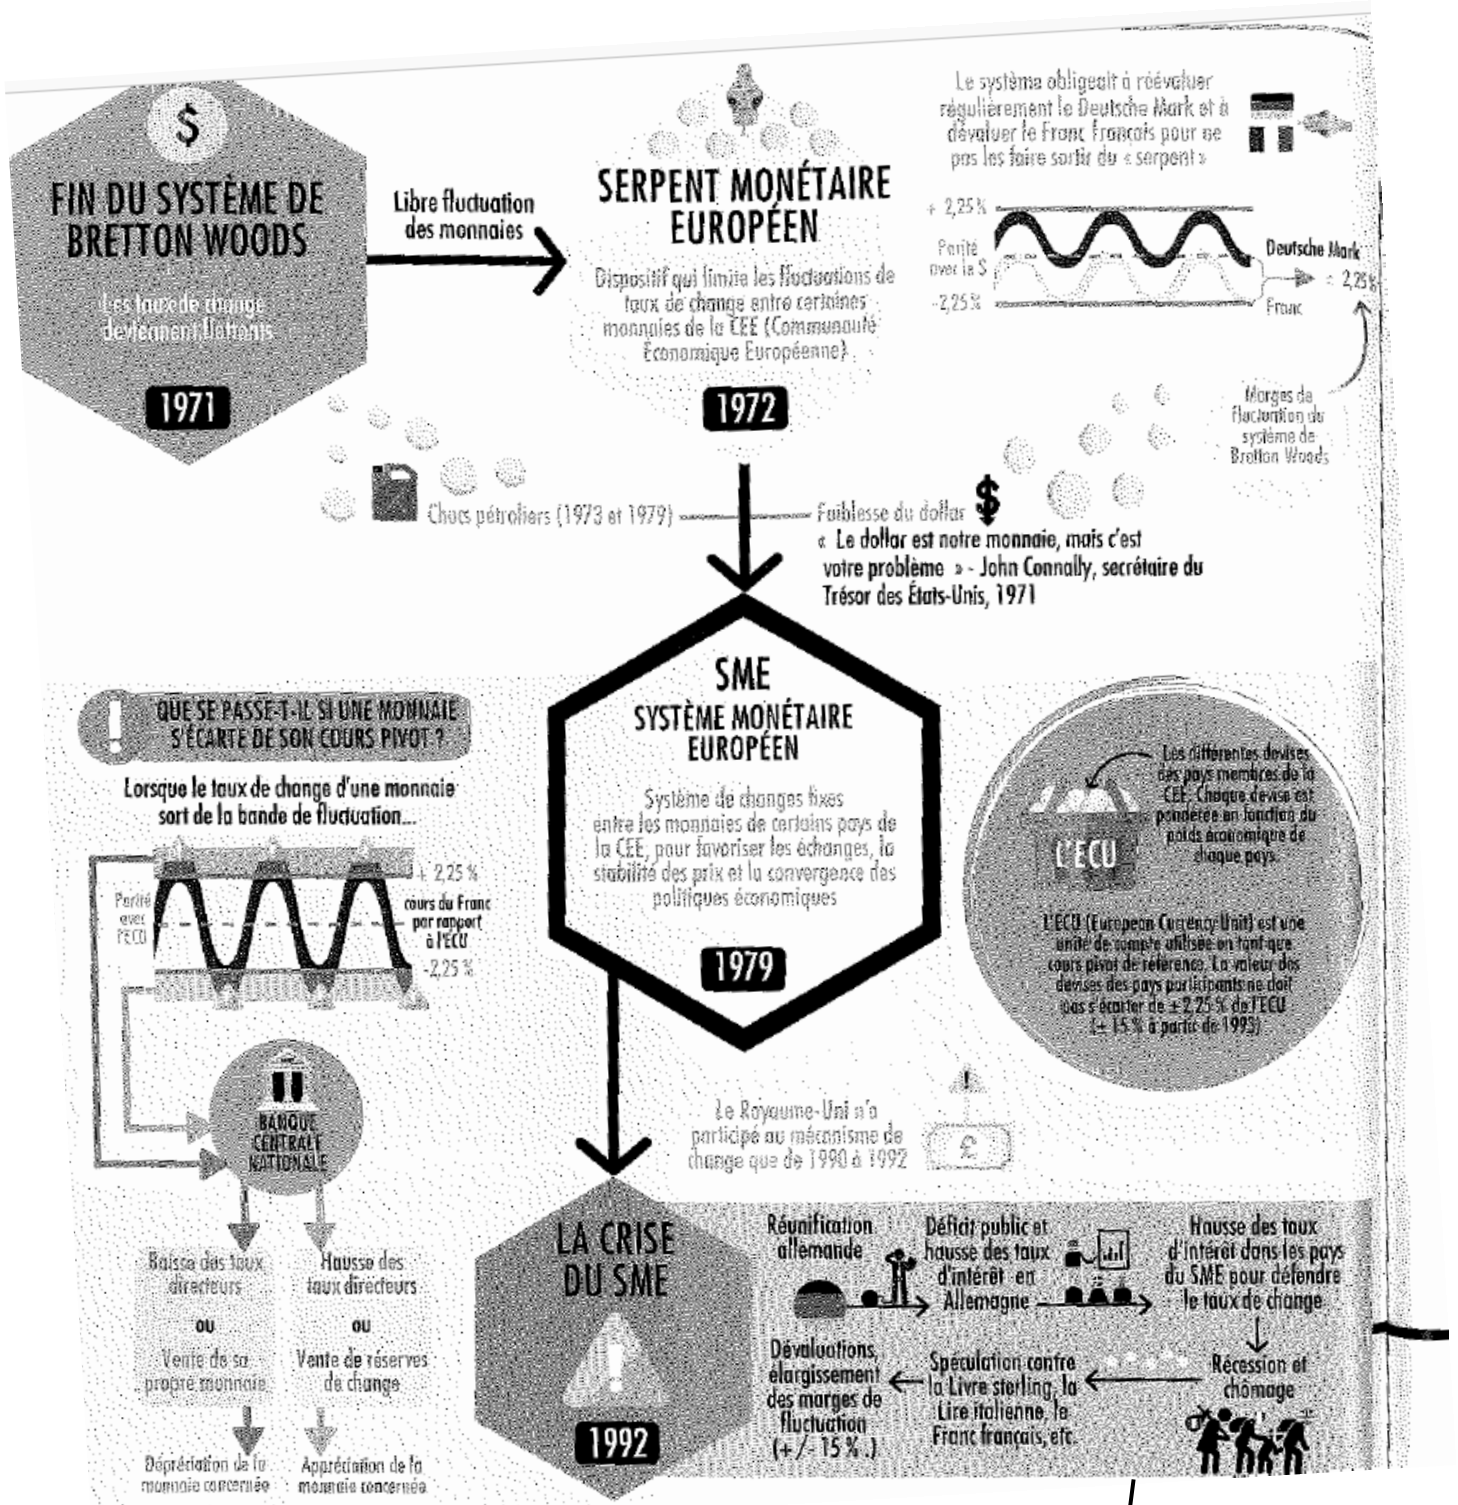 $
FIN DU SYSTÈME DE
BRETTON WOODS
Les taux de change
deviennent flottants
1971
Libre fluctuation
des monnaies
SERPENT MONÉTAIRE
EUROPÉEN
Dispositif qui limite les fluctuations de
taux de change entre certaines
monnaies de la CEE (Communauté
Économique Européenne)
1972
Le système obligeait à réévaluer
régulièrement le Deutsche Mark et à
dévaluer le Franc Français pour ne
pas les faire sortir du « serpent »
+ 2,25 %
Parité
avec le $
-2,25 %
Deutsche Mark
2,25%
Franc
Marges de
fluctuation du
système de
Bretton Woods
Chocs pétroliers (1973 et 1979)
Faiblesse du dollar $
« Le dollar est notre monnaie, mais c'est
votre problème » - John Connally, secrétaire du
Trésor des États-Unis, 1971
SME
SYSTÈME MONÉTAIRE
EUROPÉEN
Système de changes fixes
entre les monnaies de certains pays de
la CEE, pour favoriser les échanges, la
stabilité des prix et la convergence des
politiques économiques
1979
! QUE SE PASSE-T-IL SI UNE MONNAIE
S'ÉCARTE DE SON COURS PIVOT ?
Lorsque le taux de change d'une monnaie
sort de la bande de fluctuation...
+ 2,25 %
Parité
avec
l'ECU
cours du Franc
par rapport
à l'ECU
-2,25 %
BANQUE
CENTRALE
NATIONALE
Baisse des taux
directeurs
OU
Vente de sa
propre monnaie
Dépréciation de la
monnaie concernée
Hausse des
taux directeurs
OU
Vente de réserves
de change
Appréciation de la
monnaie concernée
Les différentes devises
des pays membres de la
CEE. Chaque devise est
pondérée en fonction du
poids économique de
chaque pays.
L'ECU
L'ECU (European Currency Unit) est une
unité de compte utilisée en tant que
cours pivot de référence. La valeur des
devises des pays participants ne doit
pas s'écarter de ±2,25 % de l'ECU
(± 15 % à partir de 1993)
Le Royaume-Uni n'a
participé au mécanisme de
change que de 1990 à 1992
!
£
LA CRISE
DU SME
!
1992
Réunification
allemande
Déficit public et
hausse des taux
d'intérêt en
Allemagne
Hausse des taux
d'intérêt dans les pays
du SME pour défendre
le taux de change
Récession et
chômage
Spéculation contre
la Livre sterling, la
Lire italienne, le
Franc français, etc.
Dévaluations,
élargissement
des marges de
fluctuation
(+/- 15 %.)